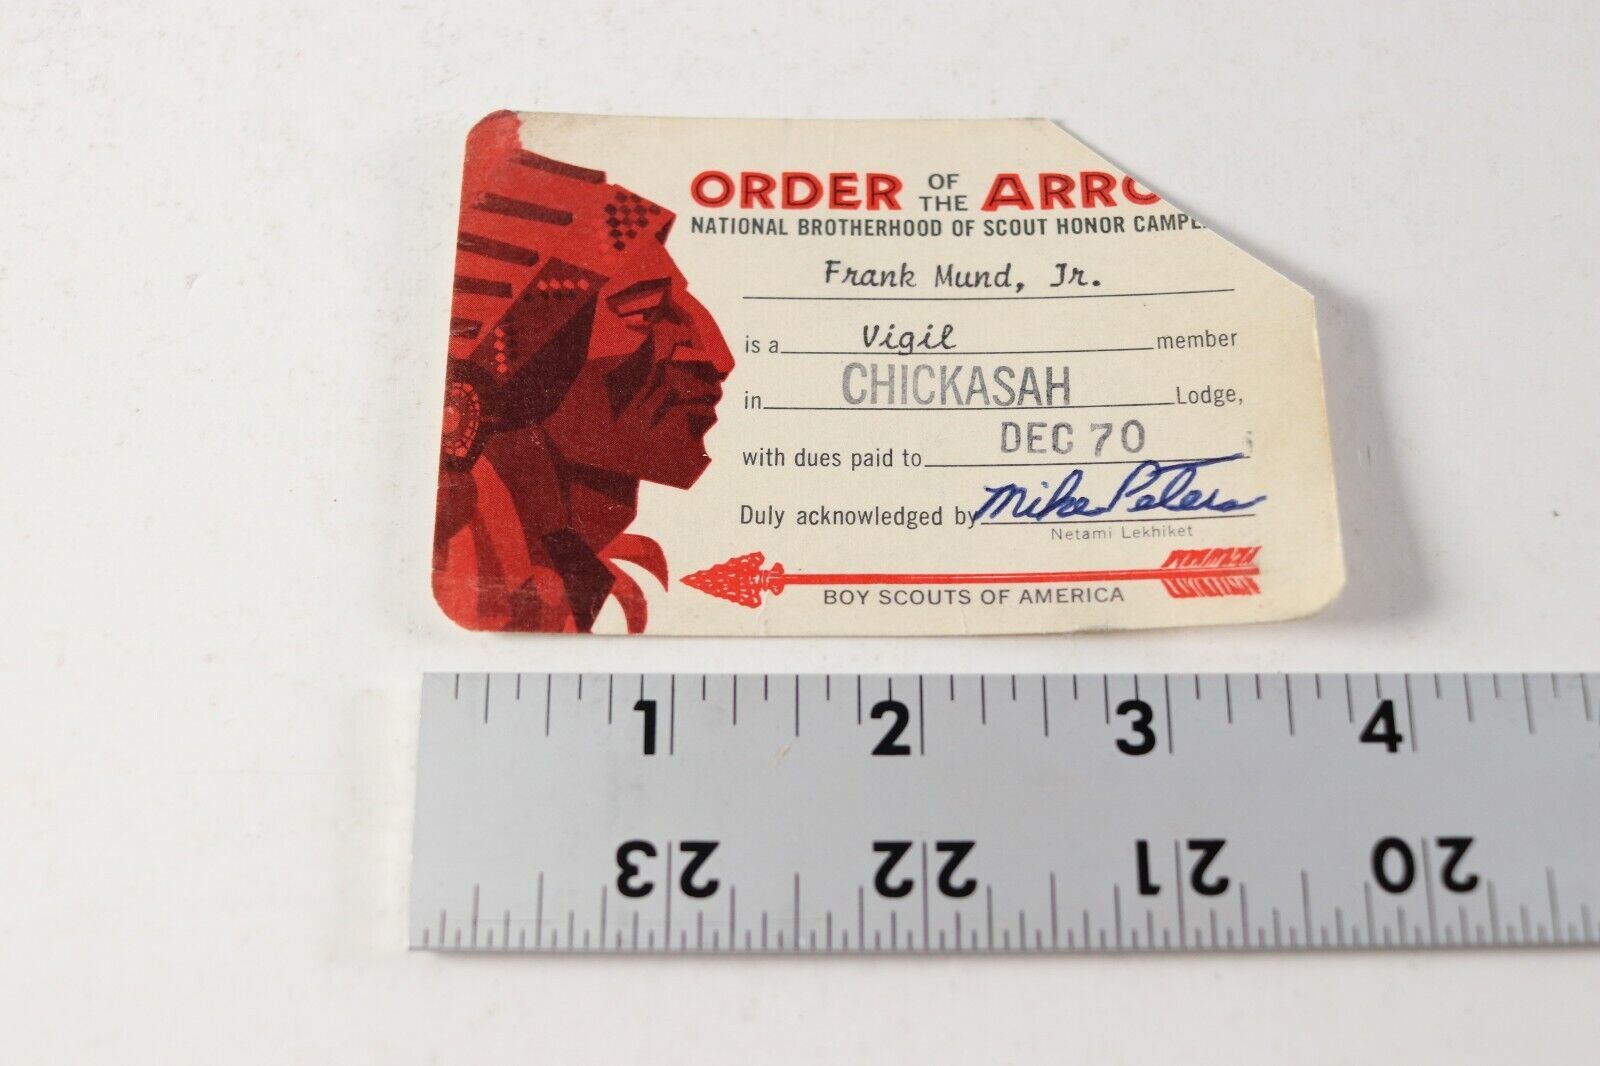 ORDER OF THE ARRO
NATIONAL BROTHERHOOD OF SCOUT HONOR CAMPE
Frank Mund, Jr.
is a Vigil member
in CHICKASAH Lodge,
with dues paid to DEC 70
Duly acknowledged by Mike Peters
Netami Lekhiket
BOY SCOUTS OF AMERICA
1 2 3 4
23 22 21 20